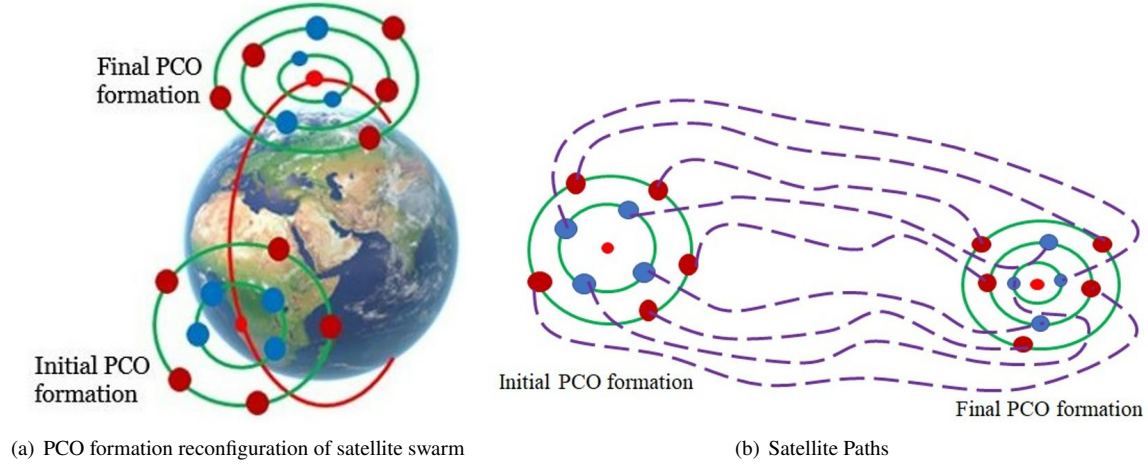 Final PCO
formation
Initial PCO
formation
Initial PCO formation
Final PCO formation
(a) PCO formation reconfiguration of satellite swarm
(b) Satellite Paths